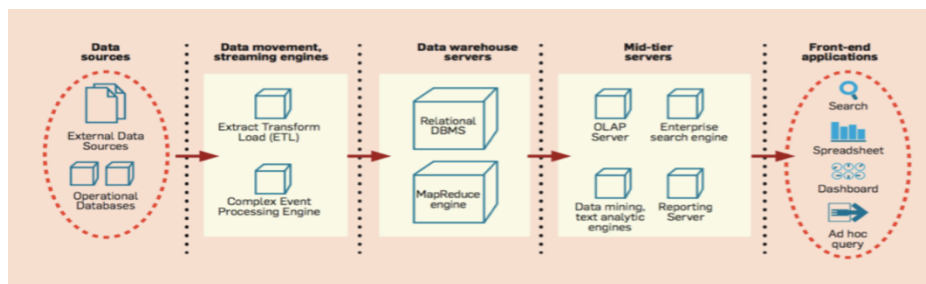 Data
sources
External Data
Sources
Operational
Databases
Data movement,
streaming engines
Extract Transform
Load (ETL)
Complex Event
Processing Engine
Data warehouse
servers
Relational
DBMS
MapReduce
engine
Mid-tier
servers
OLAP
Server
Enterprise
search engine
Data mining,
text analytic
engines
Reporting
Server
Front-end
applications
Search
Spreadsheet
Dashboard
Ad hoc
query